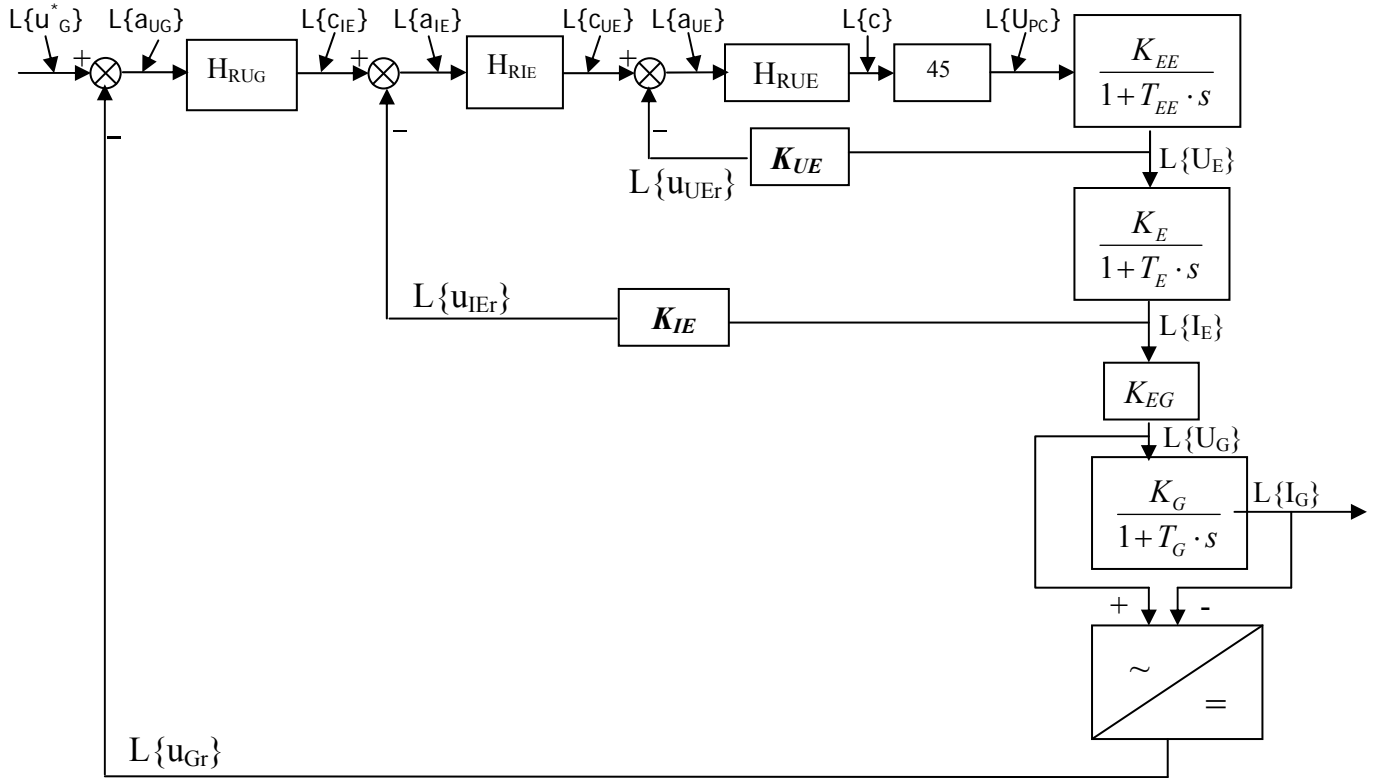 L{u*G} L{aUG} L{cIE} L{aIE} L{cUE} L{aUE} L{c} L{UPC}
+ HRUG + HRIE + HRUE 45 KEE
1+TEE·s
– – –
KUE L{UE}
L{uUEr}
KE
1+TE·s
L{uIEr} KIE L{IE}
KEG
L{UG}
KG L{IG}
1+TG·s
+ -
~
=
L{uGr}